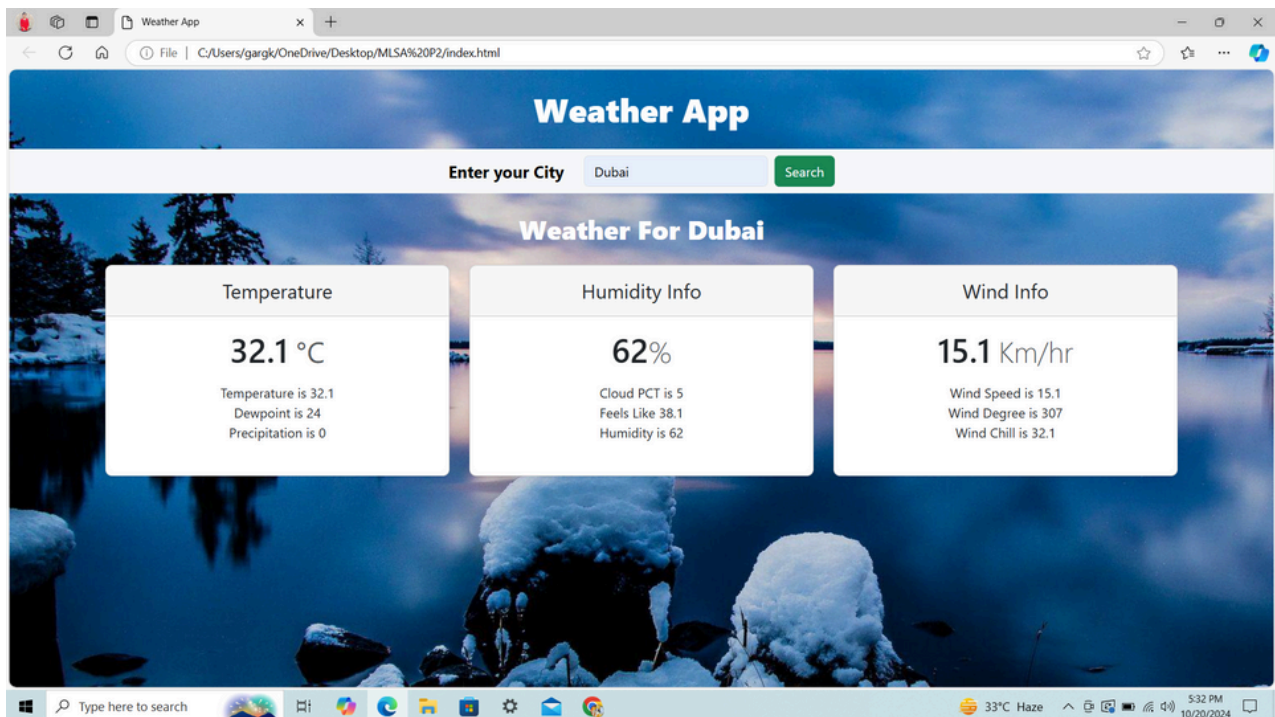 Weather App
File | C:/Users/gargk/OneDrive/Desktop/MLSA%20P2/index.html
Weather App
Enter your City Dubai Search
Weather For Dubai
Temperature
32.1 °C
Temperature is 32.1
Dewpoint is 24
Precipitation is 0
Humidity Info
62%
Cloud PCT is 5
Feels Like 38.1
Humidity is 62
Wind Info
15.1 Km/hr
Wind Speed is 15.1
Wind Degree is 307
Wind Chill is 32.1
Type here to search
33°C Haze
5:32 PM
10/20/2024